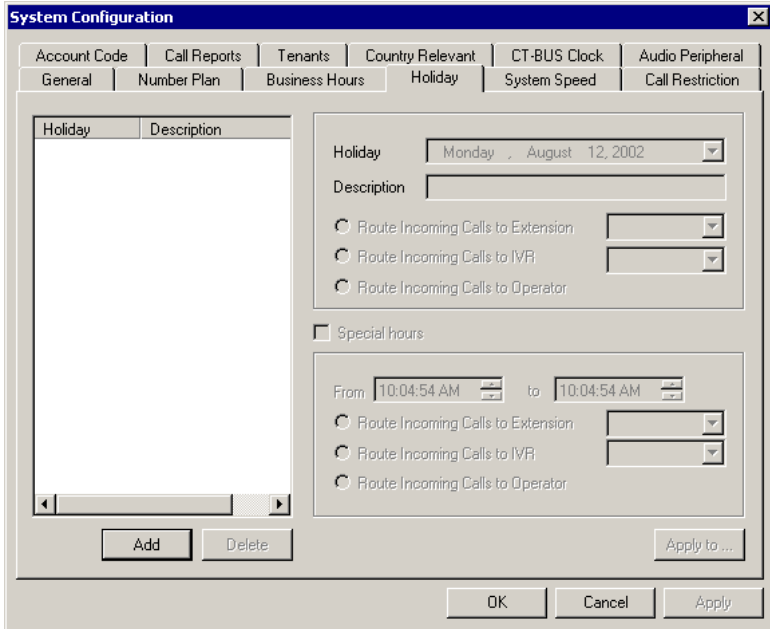 System Configuration
Account Code Call Reports Tenants Country Relevant CT-BUS Clock Audio Peripheral
General Number Plan Business Hours Holiday System Speed Call Restriction
Holiday Description
Holiday Monday , August 12, 2002
Description
Route Incoming Calls to Extension
Route Incoming Calls to IVR
Route Incoming Calls to Operator
Special hours
From 10:04:54 AM to 10:04:54 AM
Route Incoming Calls to Extension
Route Incoming Calls to IVR
Route Incoming Calls to Operator
Add Delete Apply to ...
OK Cancel Apply